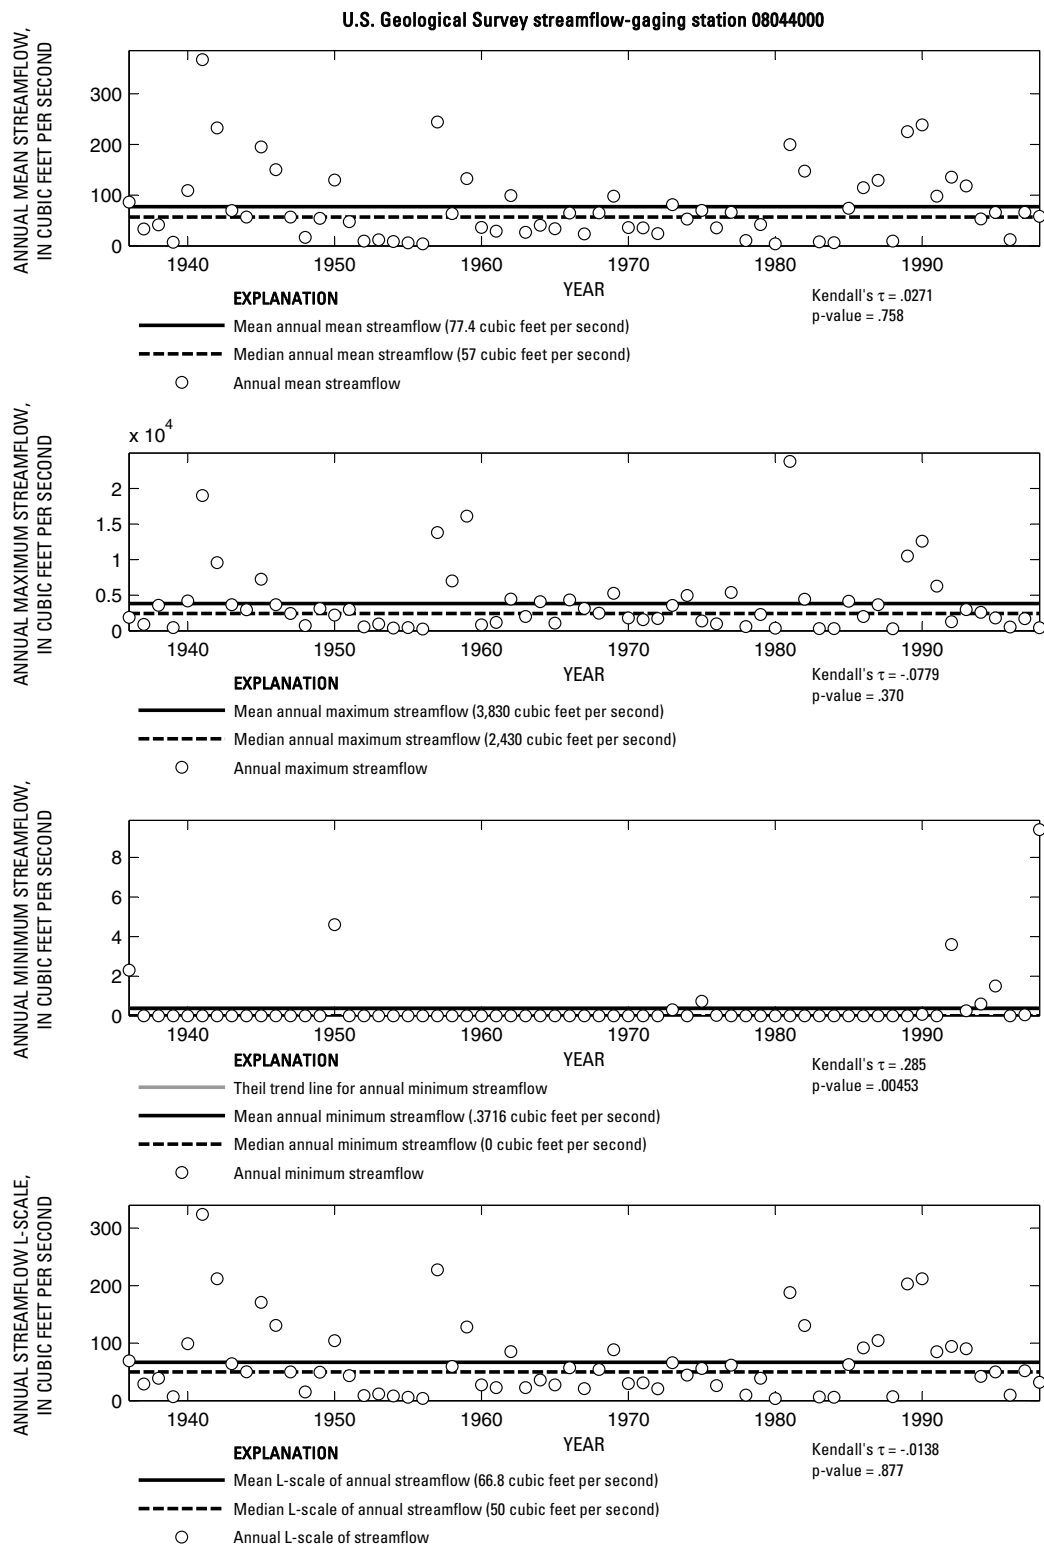 U.S. Geological Survey streamflow-gaging station 08044000
ANNUAL MEAN STREAMFLOW,
IN CUBIC FEET PER SECOND
300
200
100
0
1940 1950 1960 1970 1980 1990
YEAR
Kendall's τ = .0271
p-value = .758
EXPLANATION
Mean annual mean streamflow (77.4 cubic feet per second)
Median annual mean streamflow (57 cubic feet per second)
Annual mean streamflow
ANNUAL MAXIMUM STREAMFLOW,
IN CUBIC FEET PER SECOND
x 10⁴
2
1.5
1
0.5
0
1940 1950 1960 1970 1980 1990
YEAR
Kendall's τ = -.0779
p-value = .370
EXPLANATION
Mean annual maximum streamflow (3,830 cubic feet per second)
Median annual maximum streamflow (2,430 cubic feet per second)
Annual maximum streamflow
ANNUAL MINIMUM STREAMFLOW,
IN CUBIC FEET PER SECOND
8
6
4
2
0
1940 1950 1960 1970 1980 1990
YEAR
Kendall's τ = .285
p-value = .00453
EXPLANATION
Theil trend line for annual minimum streamflow
Mean annual minimum streamflow (.3716 cubic feet per second)
Median annual minimum streamflow (0 cubic feet per second)
Annual minimum streamflow
ANNUAL STREAMFLOW L-SCALE,
IN CUBIC FEET PER SECOND
300
200
100
0
1940 1950 1960 1970 1980 1990
YEAR
Kendall's τ = -.0138
p-value = .877
EXPLANATION
Mean L-scale of annual streamflow (66.8 cubic feet per second)
Median L-scale of annual streamflow (50 cubic feet per second)
Annual L-scale of streamflow